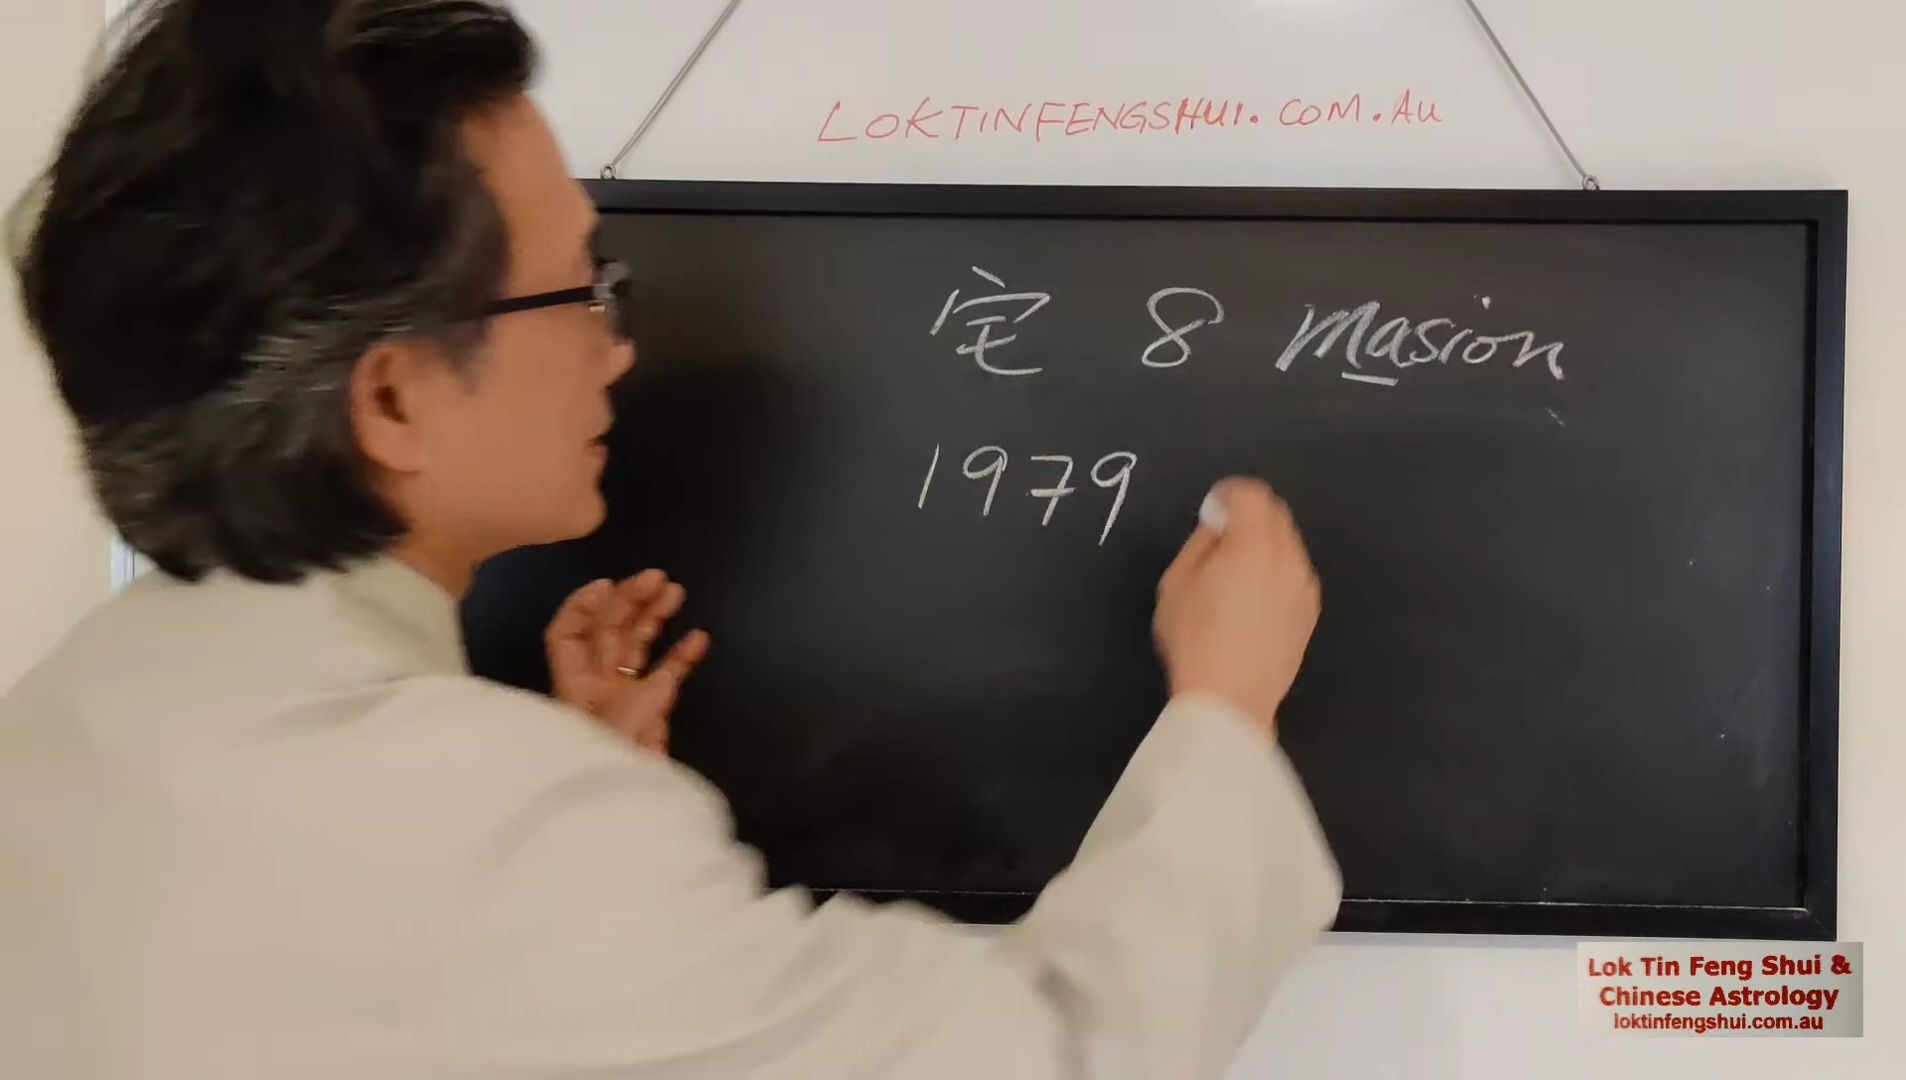 LOKTINFENGSHUI.COM.AU
宅 8 masion
1979
Lok Tin Feng Shui &
Chinese Astrology
loktinfengshui.com.au